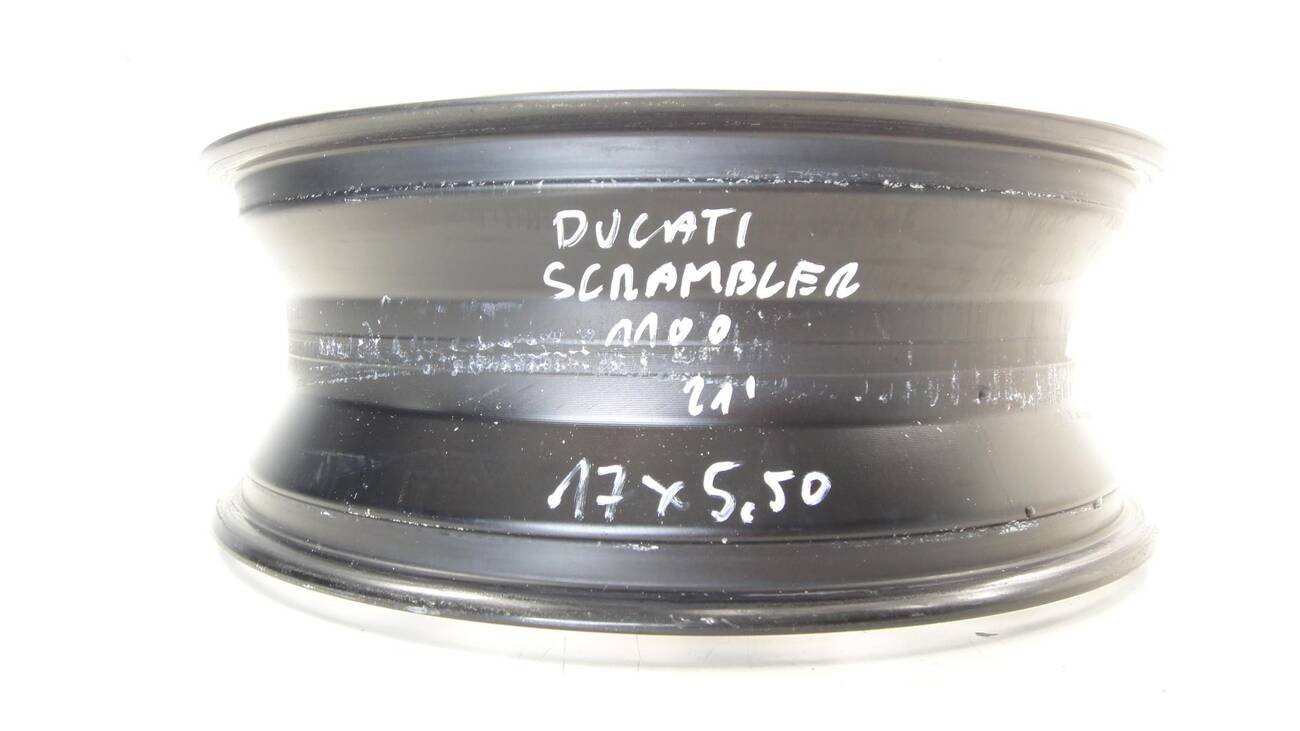 DUCATI
SCRAMBLER
1100
21'
17x5.50